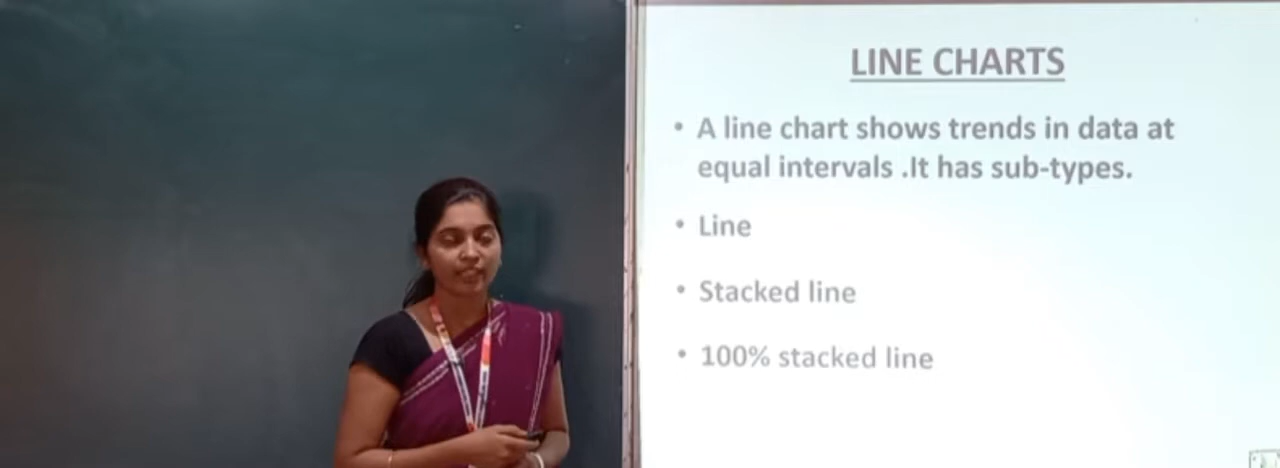 LINE CHARTS
• A line chart shows trends in data at
equal intervals .It has sub-types.
• Line
• Stacked line
• 100% stacked line